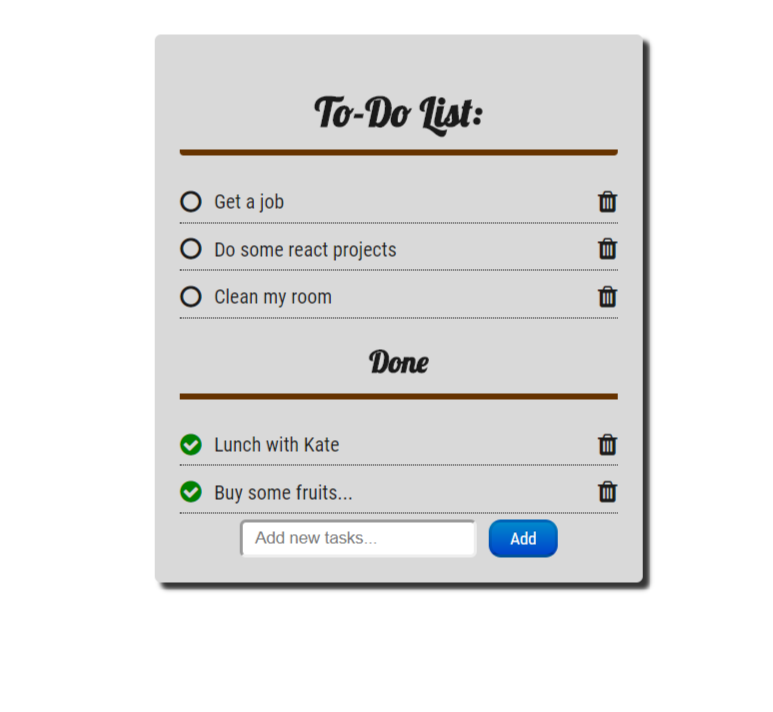 To-Do List:
Get a job
Do some react projects
Clean my room
Done
Lunch with Kate
Buy some fruits...
Add new tasks... Add